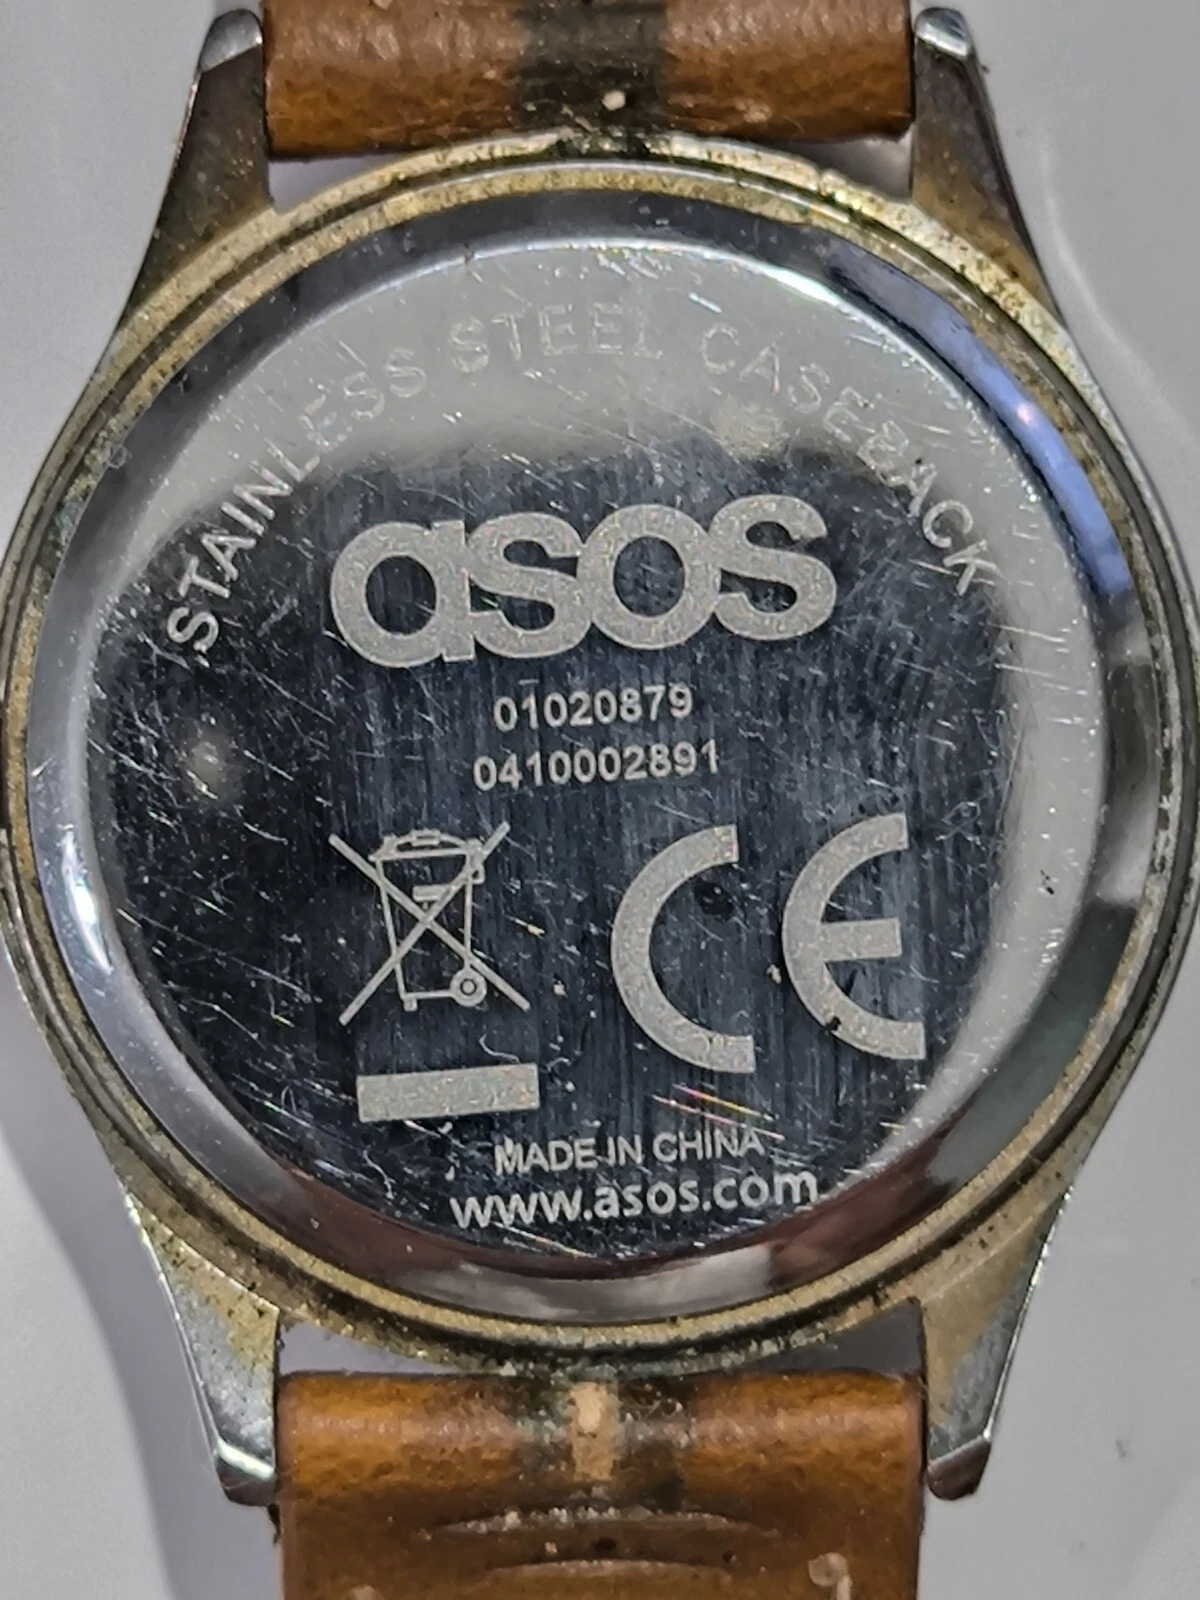 STAINLESS STEEL CASEBACK
asos
01020879
0410002891
CE
MADE IN CHINA
www.asos.com